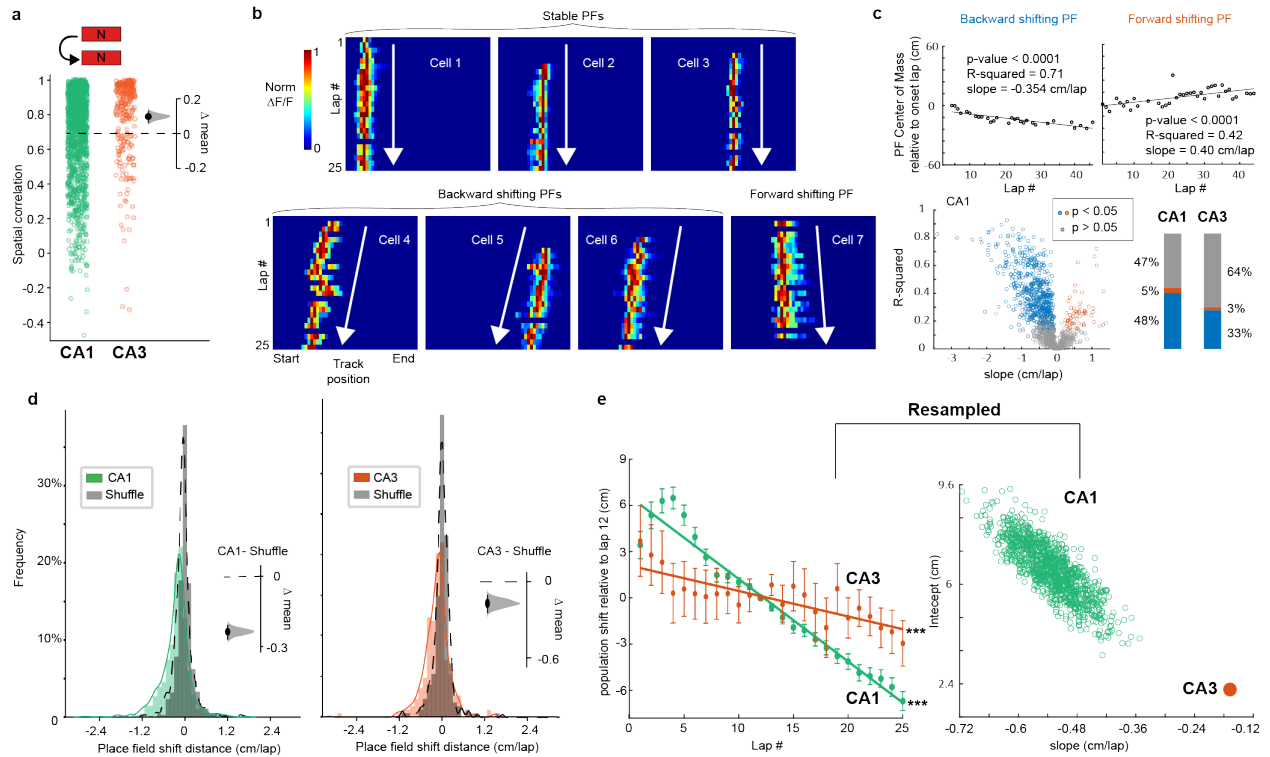 a
N
N
Spatial correlation
1
0.8
0.6
0.4
0.2
0
-0.2
-0.4
0.2
0
-0.2
Δ mean
CA1
CA3
b
Stable PFs
1
0
Norm
ΔF/F
Lap #
1
25
Cell 1
Cell 2
Cell 3
Backward shifting PFs
Forward shifting PF
Lap #
1
25
Cell 4
Cell 5
Cell 6
Cell 7
Start
End
Track
position
c
Backward shifting PF
Forward shifting PF
PF Center of Mass
relative to onset lap (cm)
60
0
-60
p-value < 0.0001
R-squared = 0.71
slope = -0.354 cm/lap
p-value < 0.0001
R-squared = 0.42
slope = 0.40 cm/lap
10 20 30 40
10 20 30 40
Lap #
Lap #
CA1
p < 0.05
p > 0.05
R-squared
1
0.8
0.6
0.4
0.2
0
-3 -2 -1 0 1
slope (cm/lap)
CA1
CA3
47%
5%
48%
64%
3%
33%
d
Frequency
30%
20%
10%
0
CA1
Shuffle
CA1- Shuffle
0
-0.3
Δ mean
-2.4 -1.2 0 1.2 2.4
Place field shift distance (cm/lap)
CA3
Shuffle
CA3 - Shuffle
0
-0.6
Δ mean
-2.4 -1.2 0 1.2 2.4
Place field shift distance (cm/lap)
e
Resampled
population shift relative to lap 12 (cm)
9
6
3
0
-3
-6
CA3
***
CA1
***
0 5 10 15 20 25
Lap #
Intecept (cm)
9.6
6
2.4
CA1
CA3
-0.72 -0.6 -0.48 -0.36 -0.24 -0.12
slope (cm/lap)